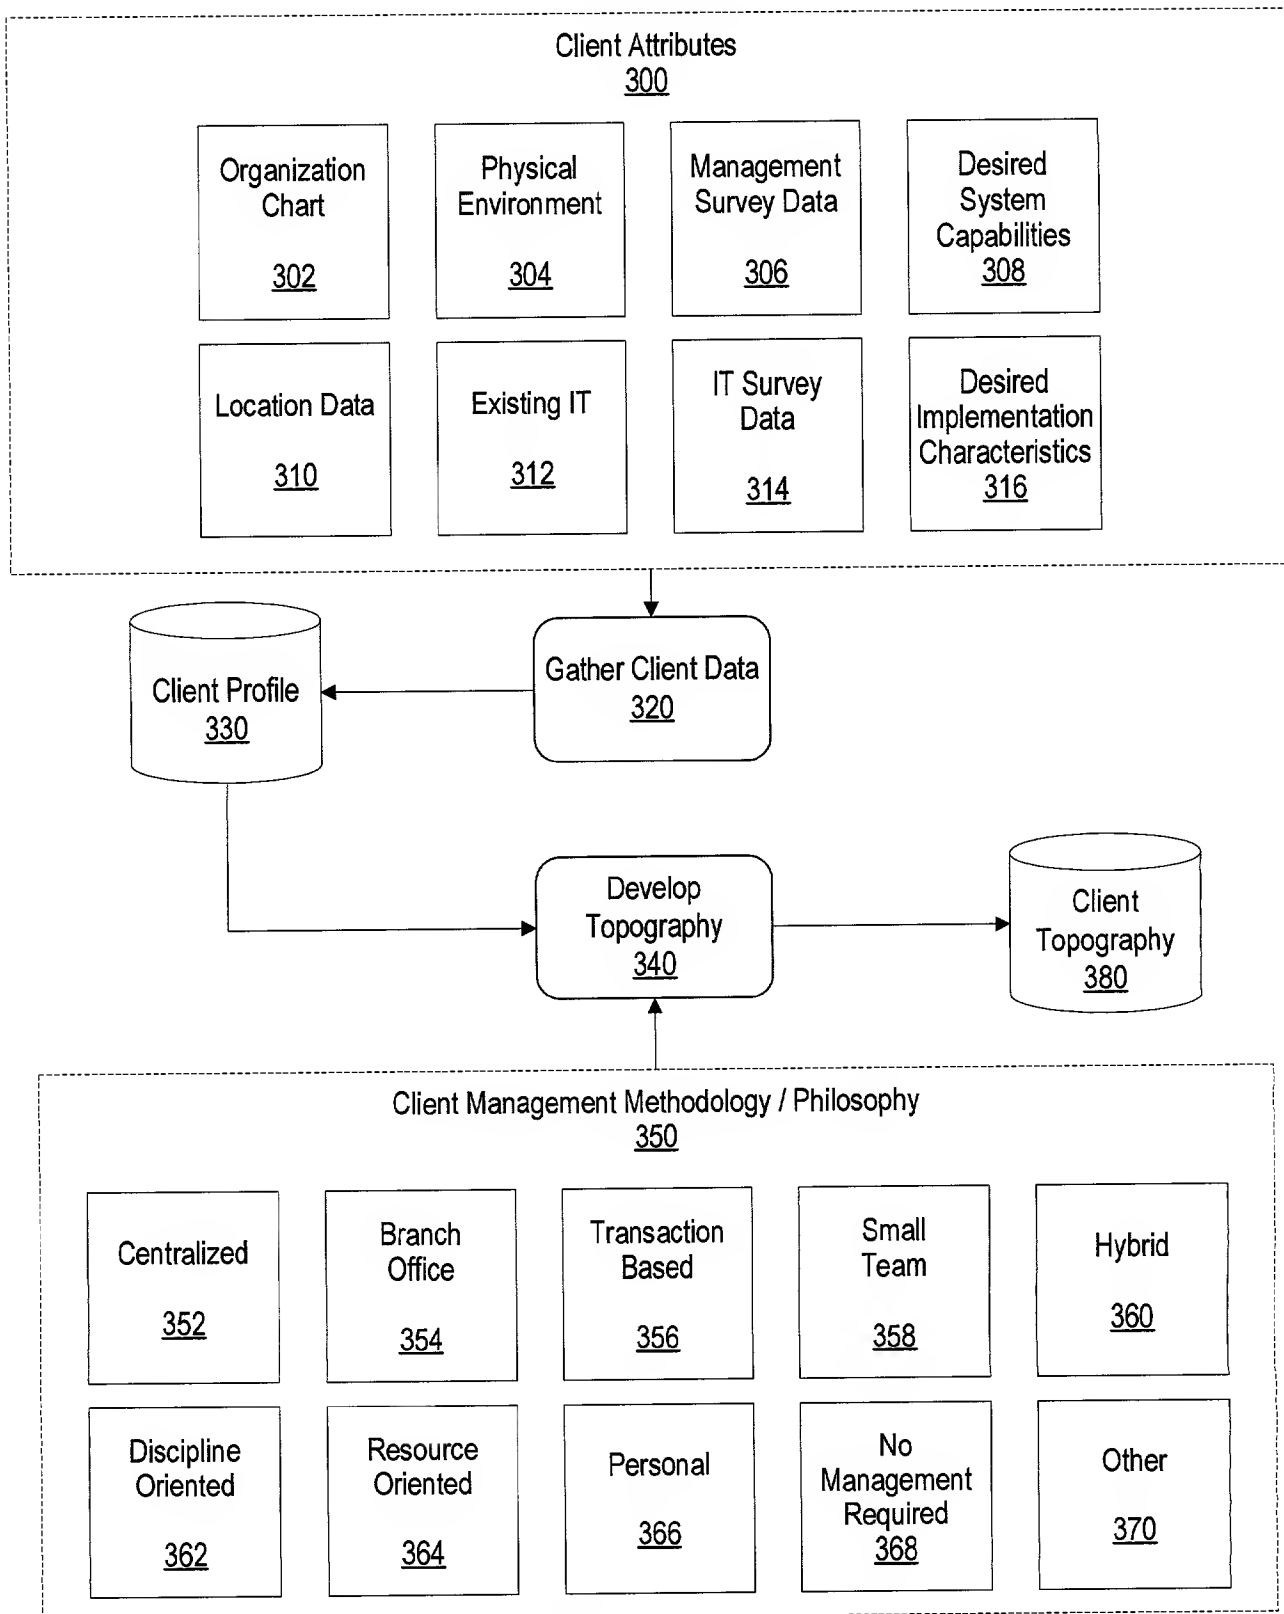 Client Attributes
300
Organization
Chart
302
Physical
Environment
304
Management
Survey Data
306
Desired
System
Capabilities
308
Location Data
310
Existing IT
312
IT Survey
Data
314
Desired
Implementation
Characteristics
316
Client Profile
330
Gather Client Data
320
Develop
Topography
340
Client
Topography
380
Client Management Methodology / Philosophy
350
Centralized
352
Branch
Office
354
Transaction
Based
356
Small
Team
358
Hybrid
360
Discipline
Oriented
362
Resource
Oriented
364
Personal
366
No
Management
Required
368
Other
370